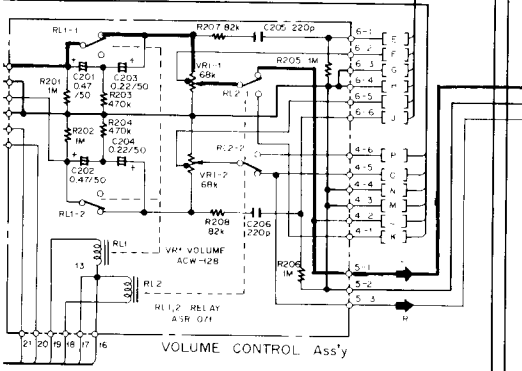 R207 82k C205 220p
RL1-1
6-1 E
6-2 F
6-3 G
6-4 H
6-5
6-6 J
R205 1M
VR1-1
68k
RL2-1
C201
0.47
/50
C203
0.22/50
R201
1M
R203
470k
R204
470k
R202
1M
C204
0.22/50
C202
0.47/50
RL1-2
RL2-2
VR1-2
68k
4-6 P
4-5
4-4 N
4-3 M
4-2
4-1 K
R208
82k
C206
220p
R206
1M
5-1
5-2
5-3
R
RL1
13
RL2
VR1 VOLUME
ACW-128
RL1,2 RELAY
ASR-071
21 20 19 18 17 16
VOLUME CONTROL Ass'y